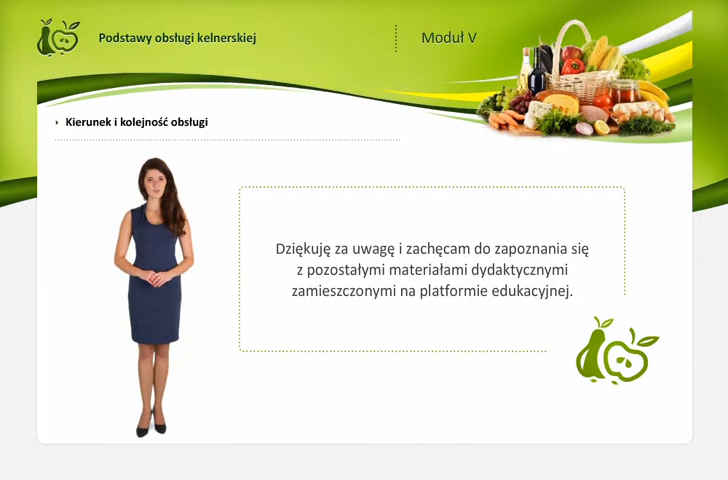 Podstawy obsługi kelnerskiej
Moduł V
Kierunek i kolejność obsługi
Dziękuję za uwagę i zachęcam do zapoznania się
z pozostałymi materiałami dydaktycznymi
zamieszczonymi na platformie edukacyjnej.